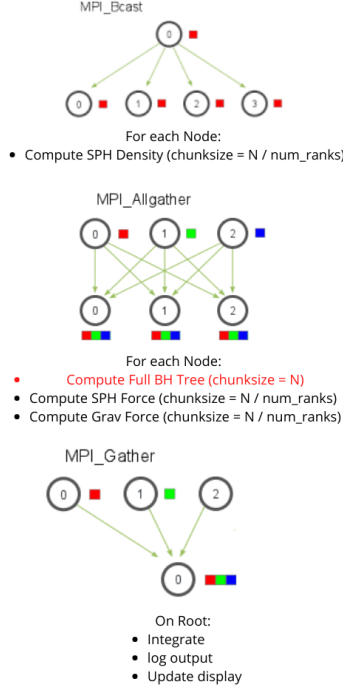 MPI_Bcast
0
0 1 2 3
For each Node:
• Compute SPH Density (chunksize = N / num_ranks)
MPI_Allgather
0 1 2
0 1 2
For each Node:
• Compute Full BH Tree (chunksize = N)
• Compute SPH Force (chunksize = N / num_ranks)
• Compute Grav Force (chunksize = N / num_ranks)
MPI_Gather
0 1 2
0
On Root:
• Integrate
• log output
• Update display